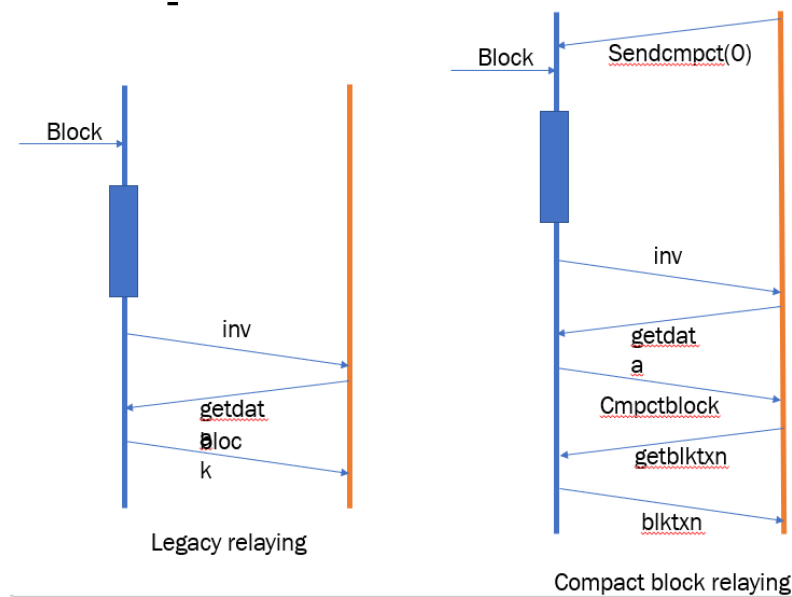 Block
inv
getdat
a
bloc
k
Legacy relaying
Sendcmpct(0)
Block
inv
getdat
a
Cmpctblock
getblktxn
blktxn
Compact block relaying